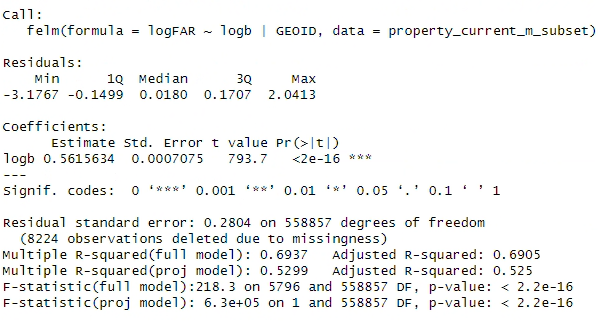 Call:
felm(formula = logFAR ~ logb | GEOID, data = property_current_m_subset)
Residuals:
Min 1Q Median 3Q Max
-3.1767 -0.1499 0.0180 0.1707 2.0413
Coefficients:
Estimate Std. Error t value Pr(>|t|)
logb 0.5615634 0.0007075 793.7 <2e-16 ***
---
Signif. codes: 0 ‘***’ 0.001 ‘**’ 0.01 ‘*’ 0.05 ‘.’ 0.1 ‘ ’ 1
Residual standard error: 0.2804 on 558857 degrees of freedom
(8224 observations deleted due to missingness)
Multiple R-squared(full model): 0.6937 Adjusted R-squared: 0.6905
Multiple R-squared(proj model): 0.5299 Adjusted R-squared: 0.525
F-statistic(full model):218.3 on 5796 and 558857 DF, p-value: < 2.2e-16
F-statistic(proj model): 6.3e+05 on 1 and 558857 DF, p-value: < 2.2e-16